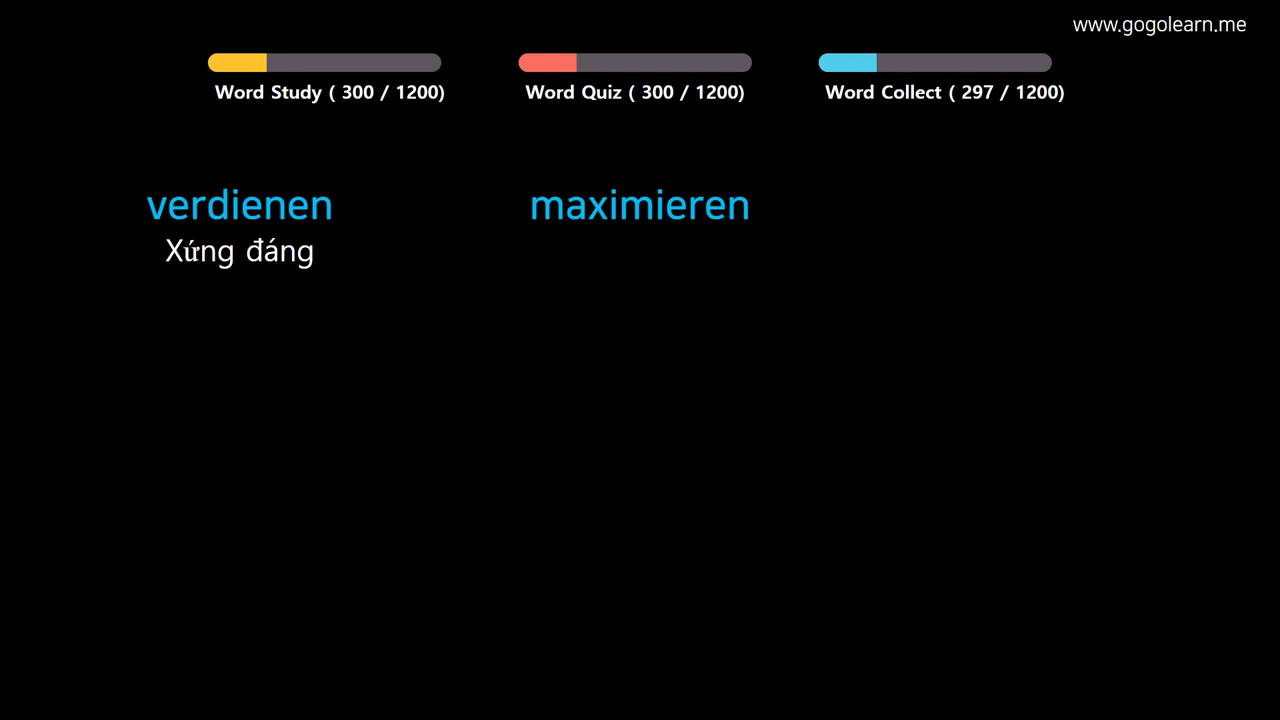 www.gogolearn.me
Word Study ( 300 / 1200)
Word Quiz ( 300 / 1200)
Word Collect ( 297 / 1200)
verdienen
Xứng đáng
maximieren